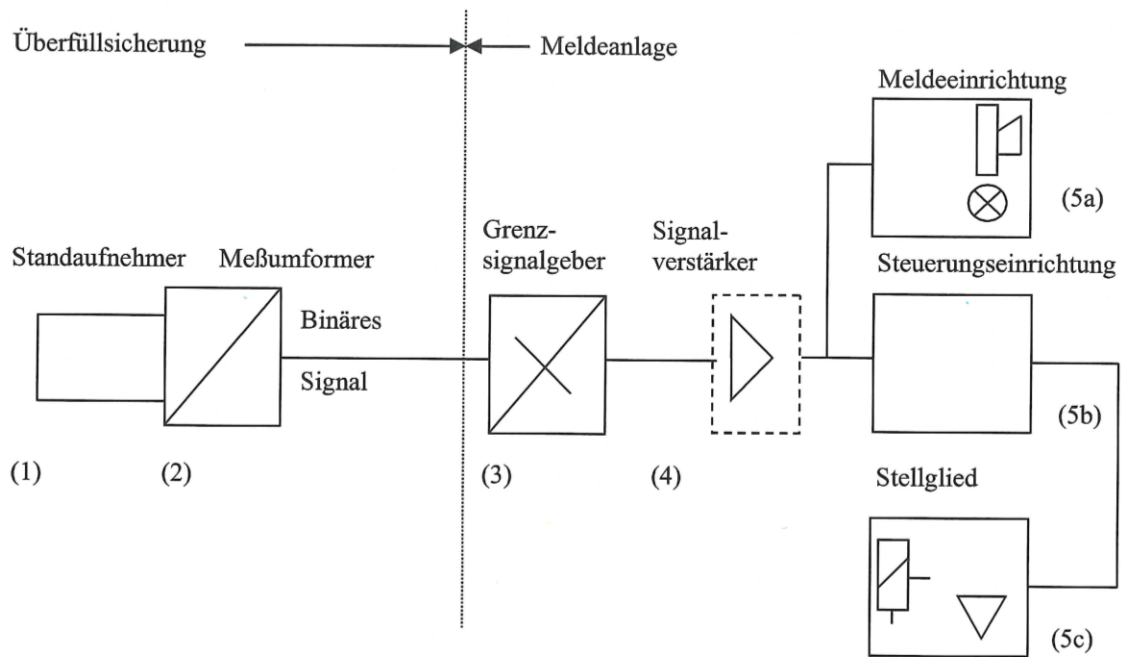 Überfüllsicherung
Meldeanlage
Meldeeinrichtung
(5a)
Grenz-
signalgeber
Signal-
verstärker
Standaufnehmer
Meßumformer
Steuerungseinrichtung
Binäres
Signal
(5b)
(1)
(2)
(3)
(4)
Stellglied
(5c)